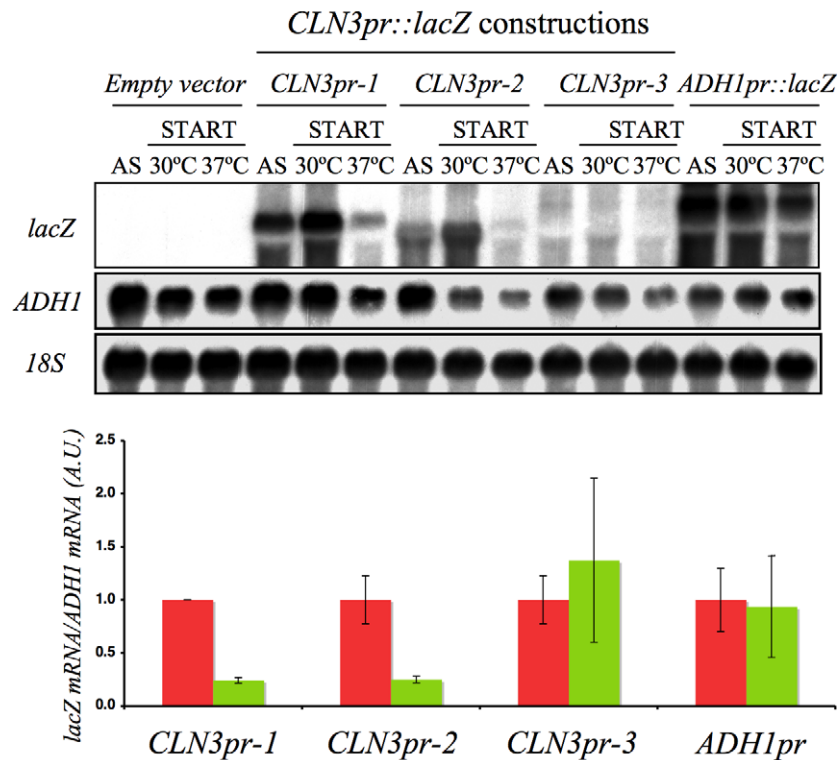 CLN3pr::lacZ constructions
Empty vector CLN3pr-1 CLN3pr-2 CLN3pr-3 ADH1pr::lacZ
START START START START START
AS 30ºC 37ºC AS 30ºC 37ºC AS 30ºC 37ºC AS 30ºC 37ºC AS 30ºC 37ºC
lacZ
ADH1
18S
lacZ mRNA/ADH1 mRNA (A.U.)
2.5
2.0
1.5
1.0
0.5
0.0
CLN3pr-1 CLN3pr-2 CLN3pr-3 ADH1pr